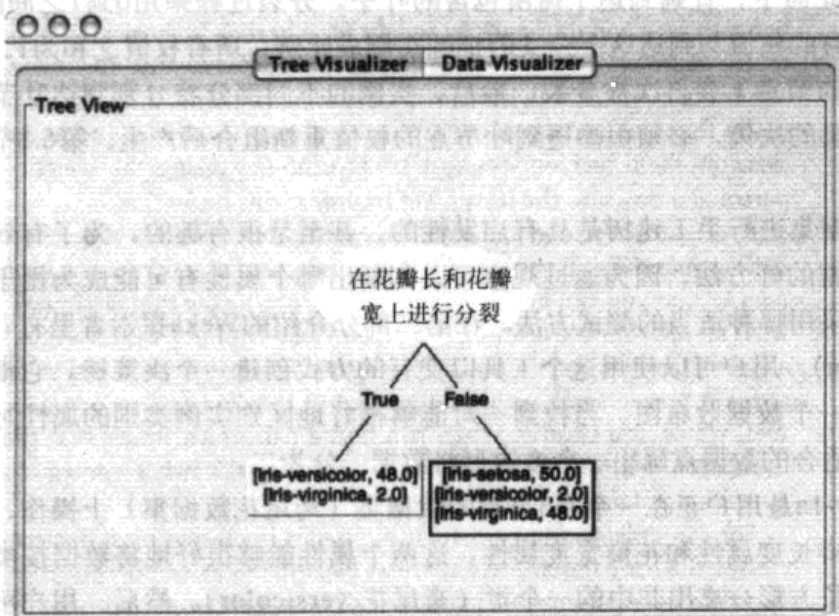 Tree Visualizer Data Visualizer
Tree View
在花瓣长和花瓣
宽上进行分裂
True False
[Iris-versicolor, 48.0]
[Iris-virginica, 2.0]
[Iris-setosa, 50.0]
[Iris-versicolor, 2.0]
[Iris-virginica, 48.0]